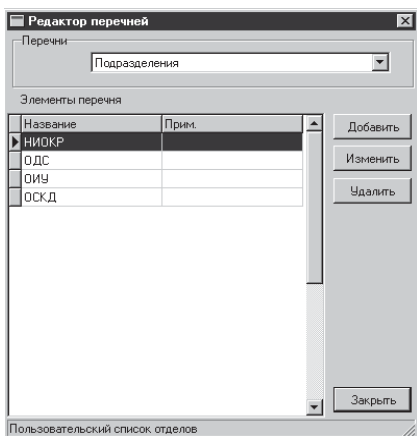 Редактор перечней
Перечни
Подразделения
Элементы перечня
Название Прим.
НИОКР
ОДС
ОИУ
ОСКД
Добавить
Изменить
Удалить
Закрыть
Пользовательский список отделов